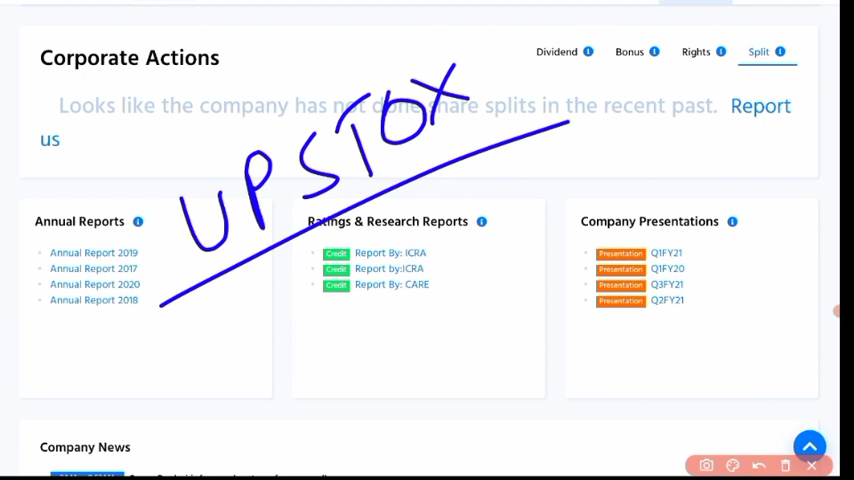 Corporate Actions
Dividend Bonus Rights Split
Looks like the company has not done share splits in the recent past. Report
us
UPSTOX
Annual Reports
Annual Report 2019
Annual Report 2017
Annual Report 2020
Annual Report 2018
Ratings & Research Reports
Credit Report By: ICRA
Credit Report by:ICRA
Credit Report By: CARE
Company Presentations
Presentation Q1FY21
Presentation Q1FY20
Presentation Q3FY21
Presentation Q2FY21
Company News